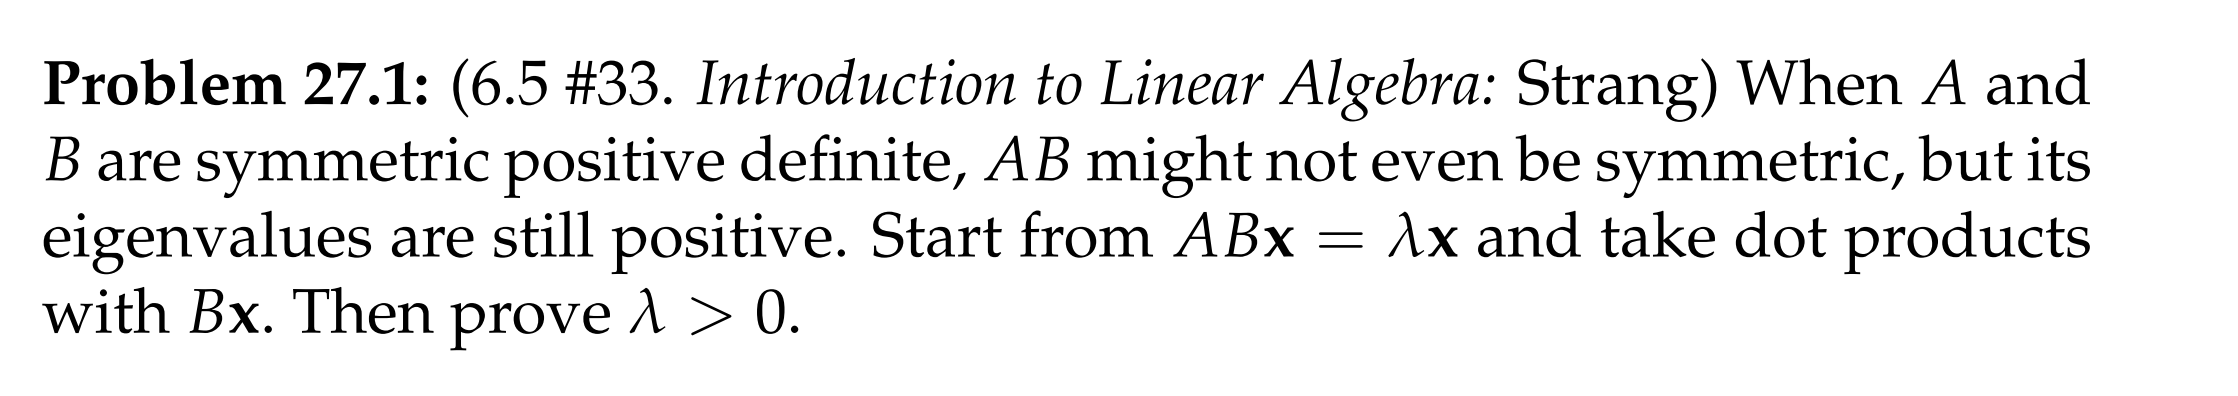 Problem 27.1: (6.5 #33. Introduction to Linear Algebra: Strang) When A and
B are symmetric positive definite, AB might not even be symmetric, but its
eigenvalues are still positive. Start from ABx = λx and take dot products
with Bx. Then prove λ > 0.